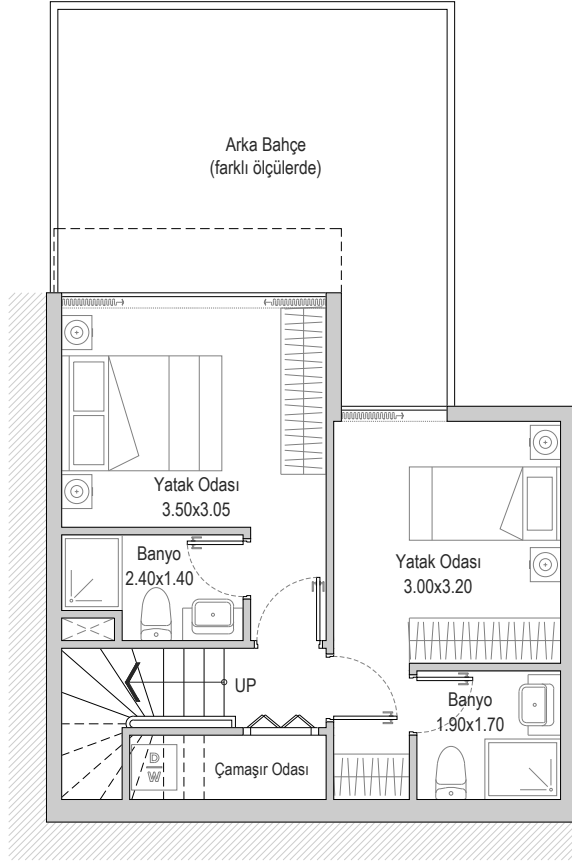 Arka Bahçe
(farklı ölçülerde)
Yatak Odası
3.50x3.05
Banyo
2.40x1.40
Yatak Odası
3.00x3.20
UP
Banyo
1.90x1.70
D
W
Çamaşır Odası